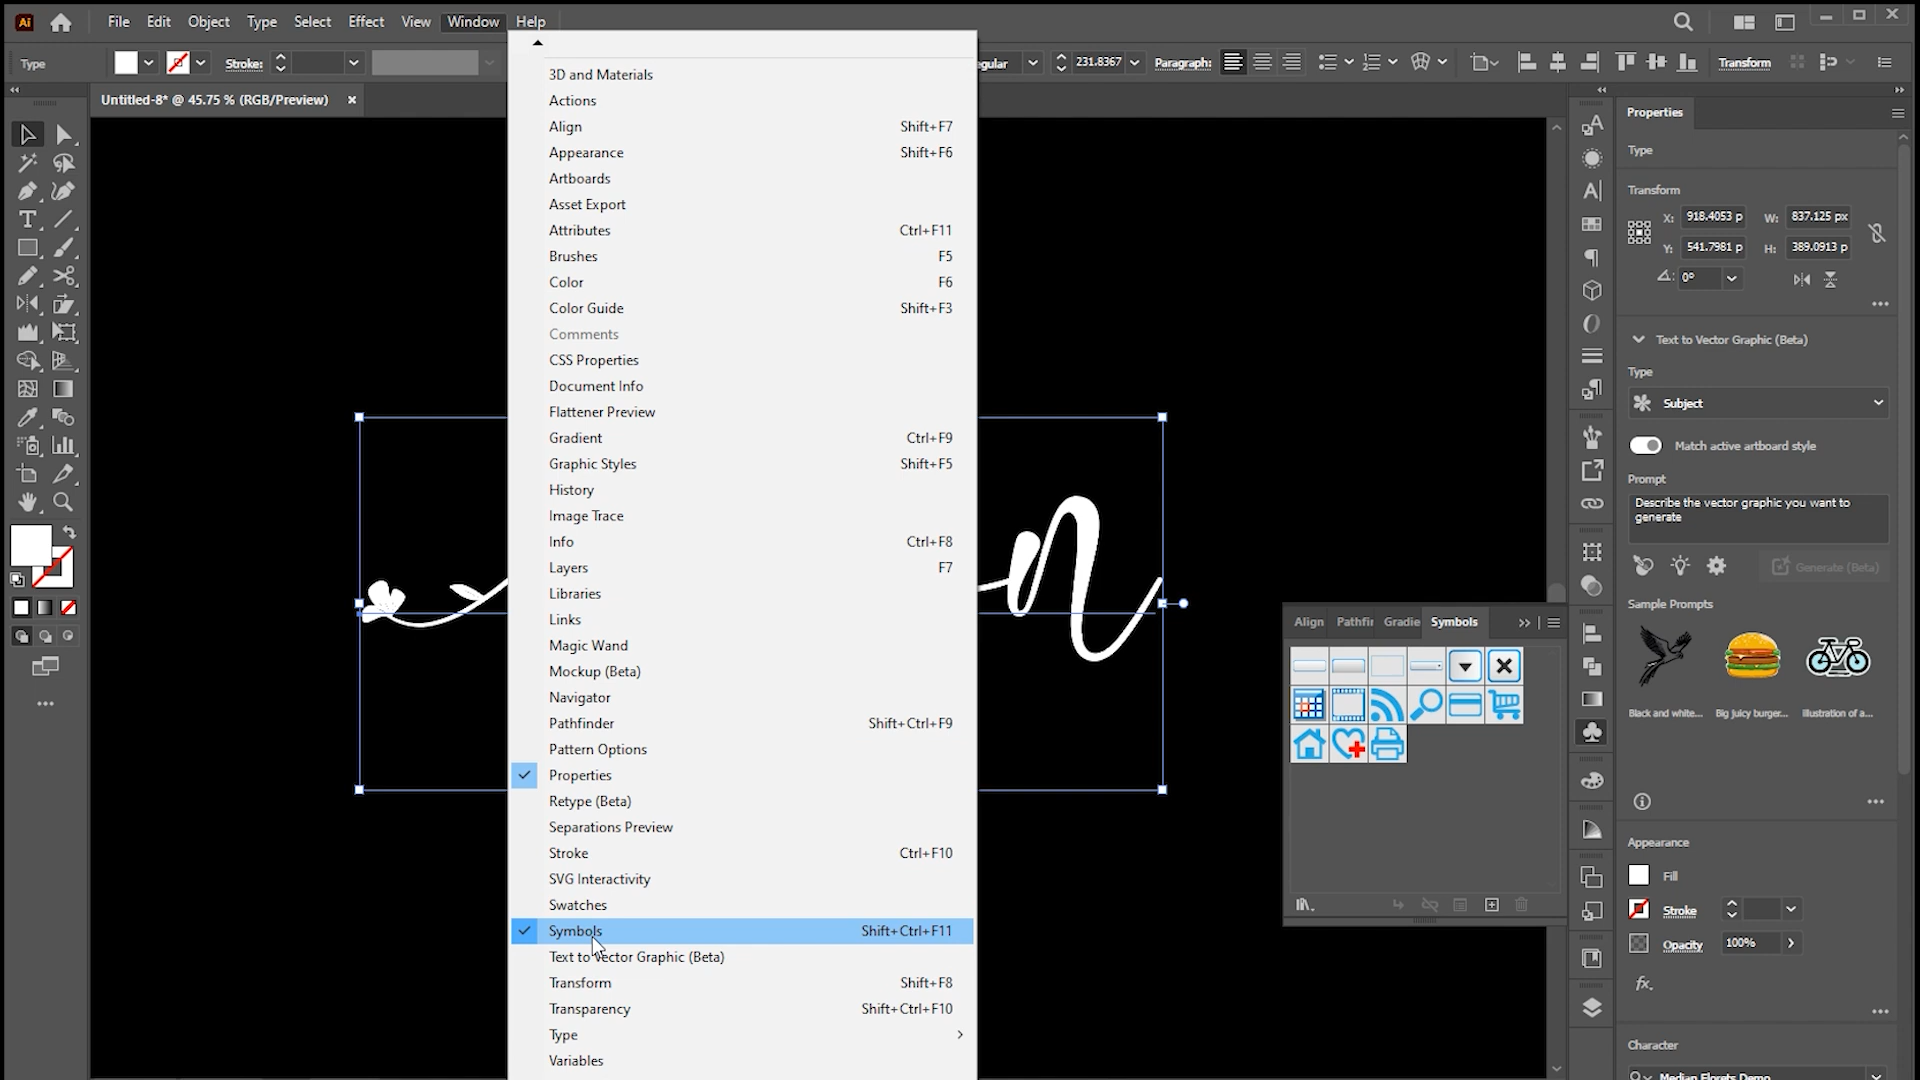 Ai File Edit Object Type Select Effect View Window Help
Type Stroke: gular 231.8367 Paragraph: Transform
Untitled-8* @ 45.75 % (RGB/Preview) ×
3D and Materials
Actions
Align Shift+F7
Appearance Shift+F6
Artboards
Asset Export
Attributes Ctrl+F11
Brushes F5
Color F6
Color Guide Shift+F3
Comments
CSS Properties
Document Info
Flattener Preview
Gradient Ctrl+F9
Graphic Styles Shift+F5
History
Image Trace
Info Ctrl+F8
Layers F7
Libraries
Links
Magic Wand
Mockup (Beta)
Navigator
Pathfinder Shift+Ctrl+F9
Pattern Options
Properties
Retype (Beta)
Separations Preview
Stroke Ctrl+F10
SVG Interactivity
Swatches
Symbols Shift+Ctrl+F11
Text to Vector Graphic (Beta)
Transform Shift+F8
Transparency Shift+Ctrl+F10
Type
Variables
n
Align Pathfir Gradie Symbols
Properties
Type
Transform
X: 918.4053 p W: 837.125 px
Y: 541.7981 p H: 389.0913 p
0°
Text to Vector Graphic (Beta)
Type
Subject
Match active artboard style
Prompt
Describe the vector graphic you want to
generate
Generate (Beta)
Sample Prompts
Black and white... Big juicy burger... Illustration of a...
Appearance
Fill
Stroke
Opacity 100%
fx.
Character
Median Florets Demo